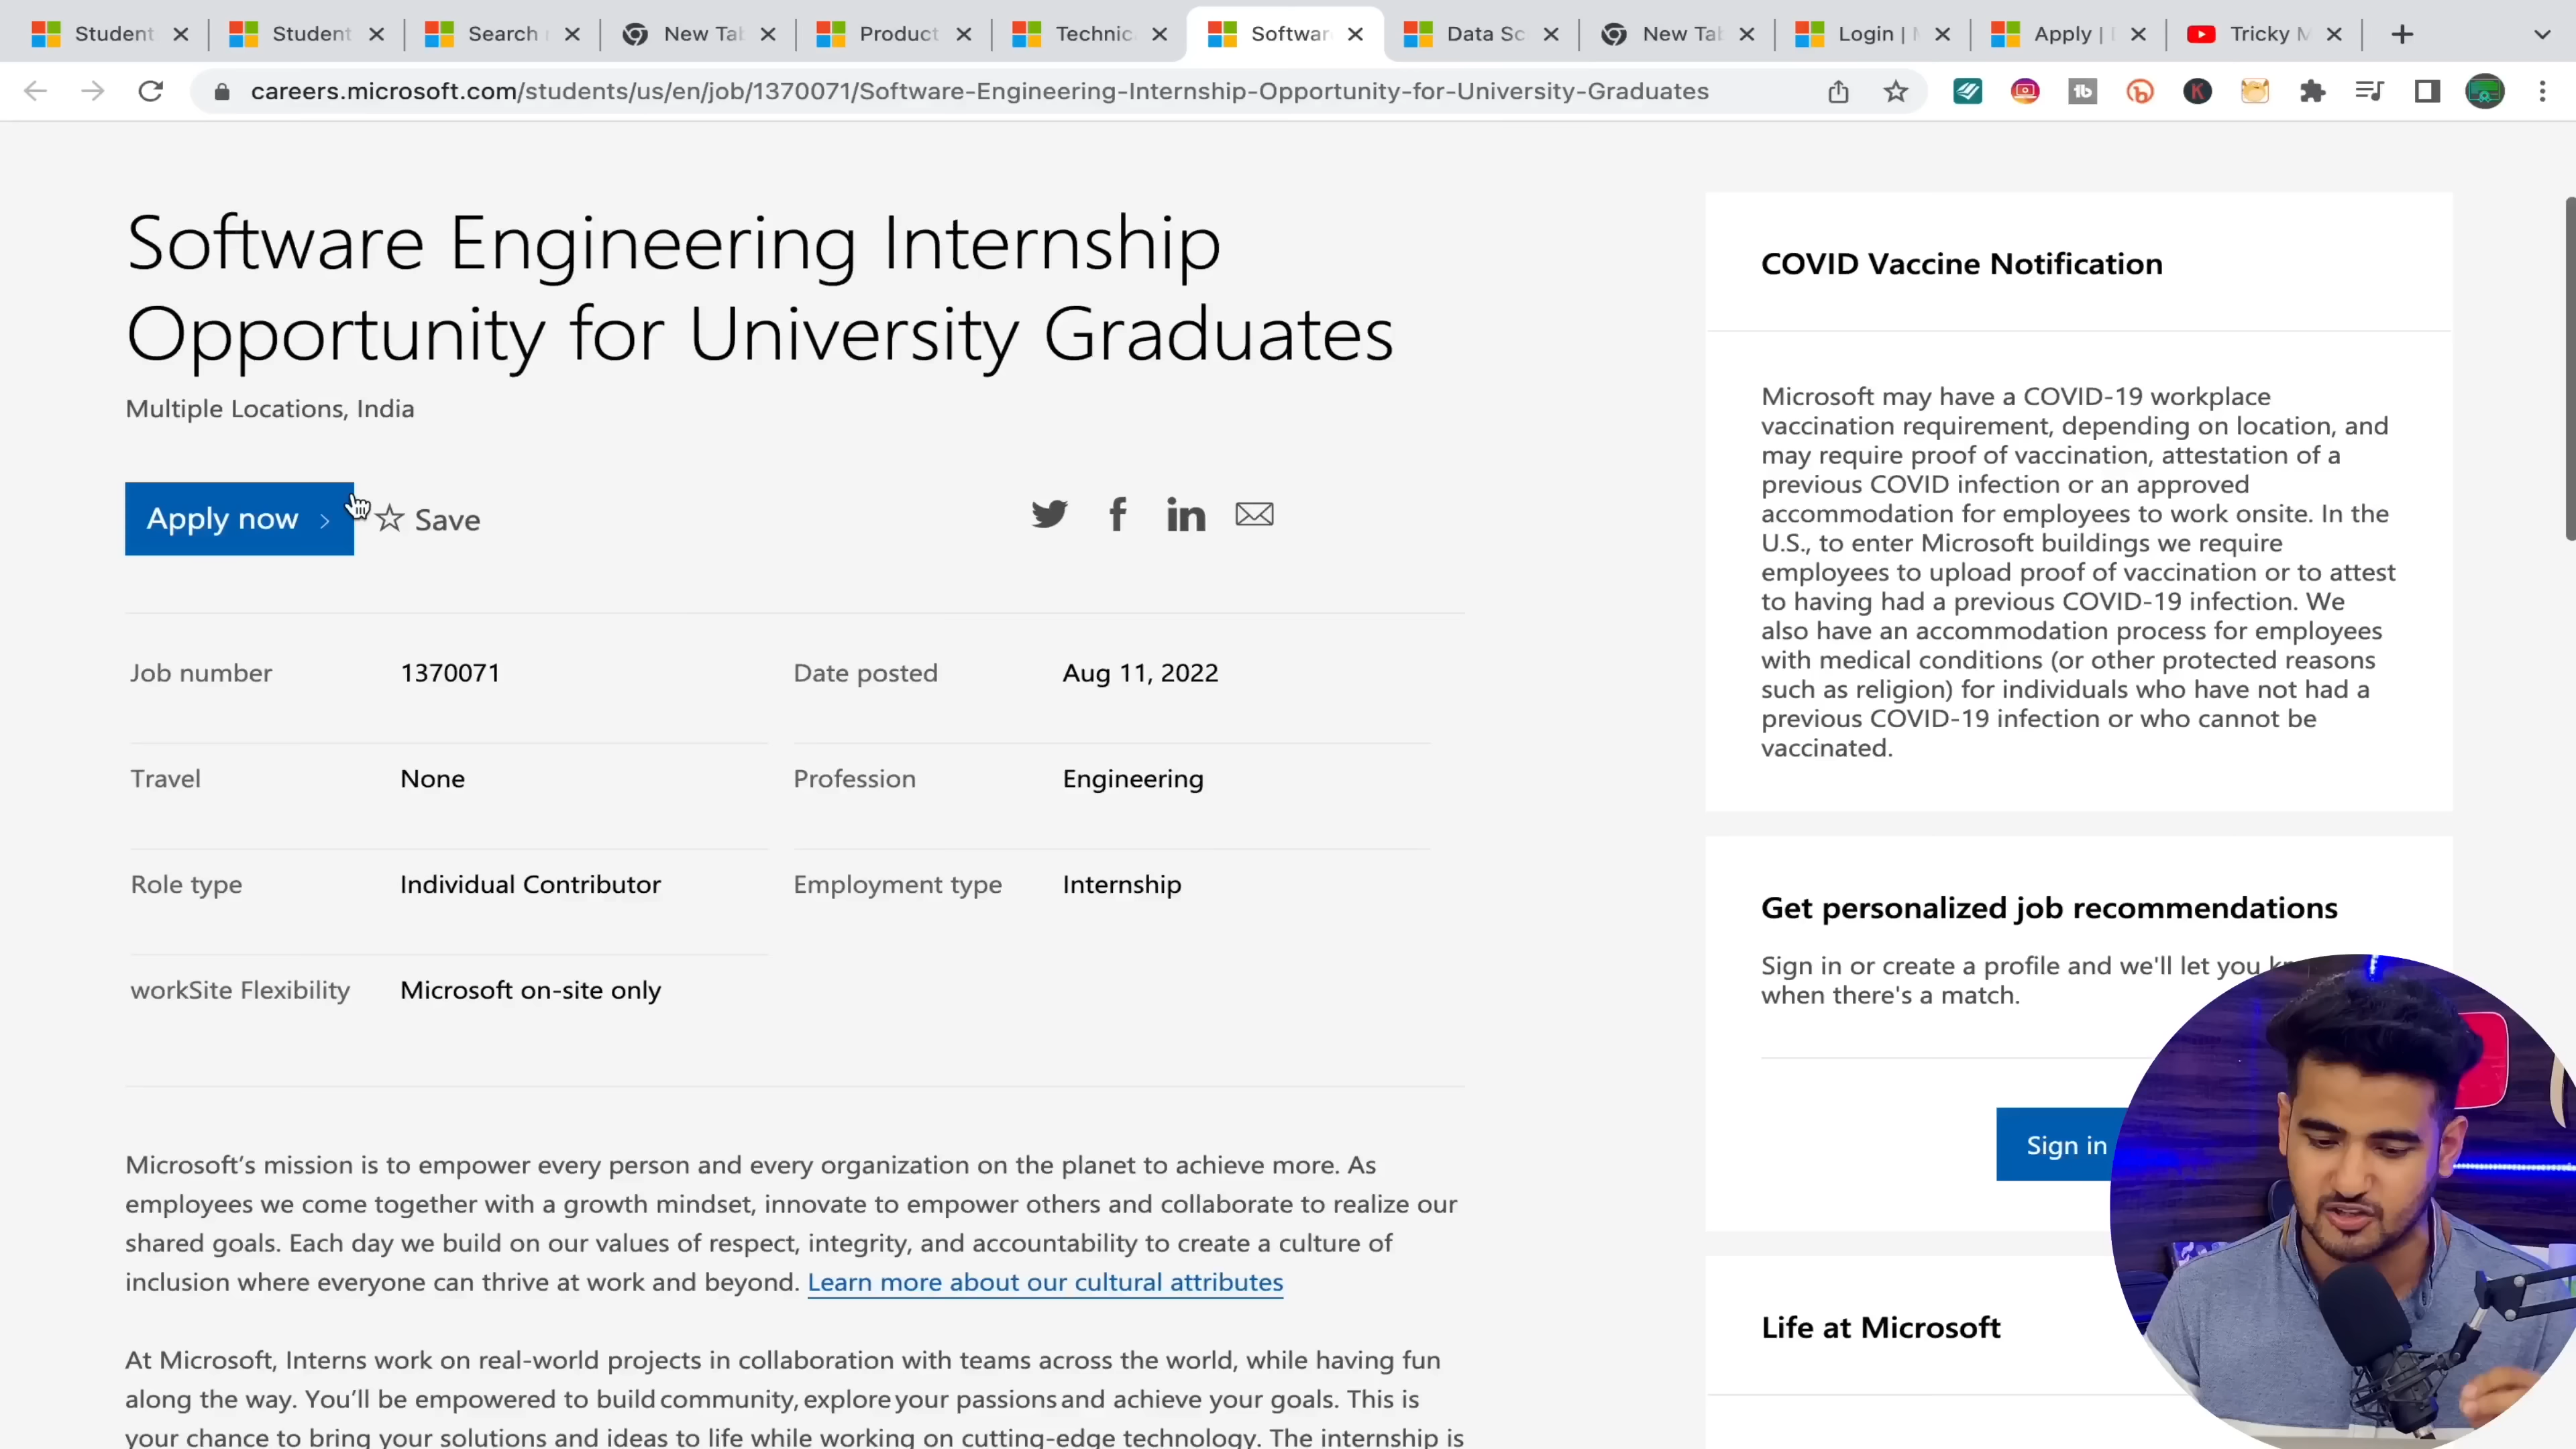 Student
Student
Search
New Tab
Product
Technic
Softwar
Data Sc
New Tab
Login |
Apply |
Tricky M
careers.microsoft.com/students/us/en/job/1370071/Software-Engineering-Internship-Opportunity-for-University-Graduates
Software Engineering Internship
Opportunity for University Graduates
Multiple Locations, India
Apply now
Save
Job number 1370071 Date posted Aug 11, 2022
Travel None Profession Engineering
Role type Individual Contributor Employment type Internship
workSite Flexibility Microsoft on-site only
Microsoft's mission is to empower every person and every organization on the planet to achieve more. As
employees we come together with a growth mindset, innovate to empower others and collaborate to realize our
shared goals. Each day we build on our values of respect, integrity, and accountability to create a culture of
inclusion where everyone can thrive at work and beyond. Learn more about our cultural attributes
At Microsoft, Interns work on real-world projects in collaboration with teams across the world, while having fun
along the way. You'll be empowered to build community, explore your passions and achieve your goals. This is
your chance to bring your solutions and ideas to life while working on cutting-edge technology. The internship is
COVID Vaccine Notification
Microsoft may have a COVID-19 workplace
vaccination requirement, depending on location, and
may require proof of vaccination, attestation of a
previous COVID infection or an approved
accommodation for employees to work onsite. In the
U.S., to enter Microsoft buildings we require
employees to upload proof of vaccination or to attest
to having had a previous COVID-19 infection. We
also have an accommodation process for employees
with medical conditions (or other protected reasons
such as religion) for individuals who have not had a
previous COVID-19 infection or who cannot be
vaccinated.
Get personalized job recommendations
Sign in or create a profile and we'll let you
when there's a match.
Sign in
Life at Microsoft